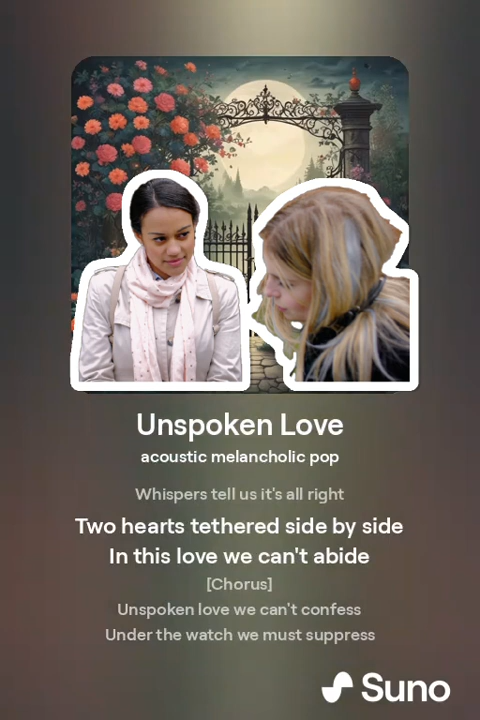 Unspoken Love
acoustic melancholic pop
Whispers tell us it's all right
Two hearts tethered side by side
In this love we can't abide
[Chorus]
Unspoken love we can't confess
Under the watch we must suppress
Suno